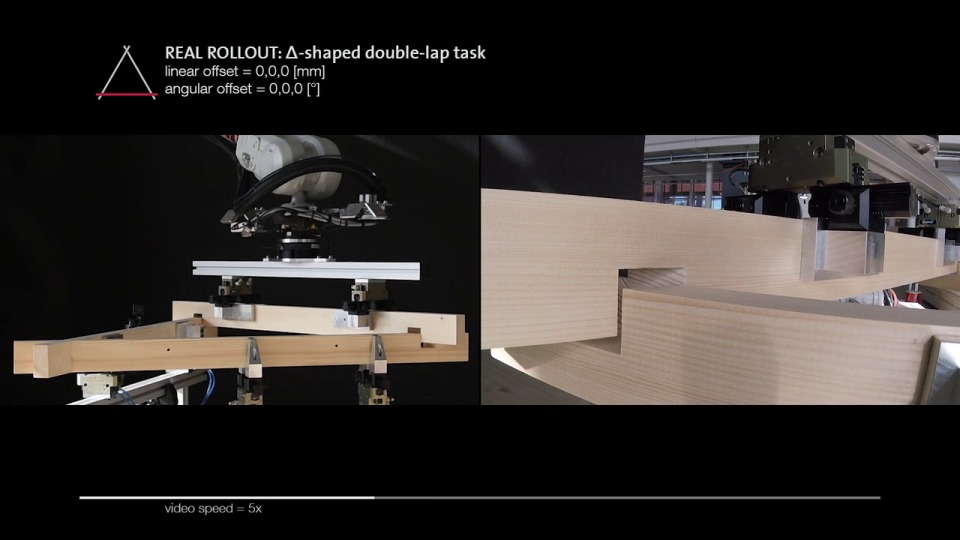 REAL ROLLOUT: Δ-shaped double-lap task
linear offset = 0,0,0 [mm]
angular offset = 0,0,0 [°]
video speed = 5x